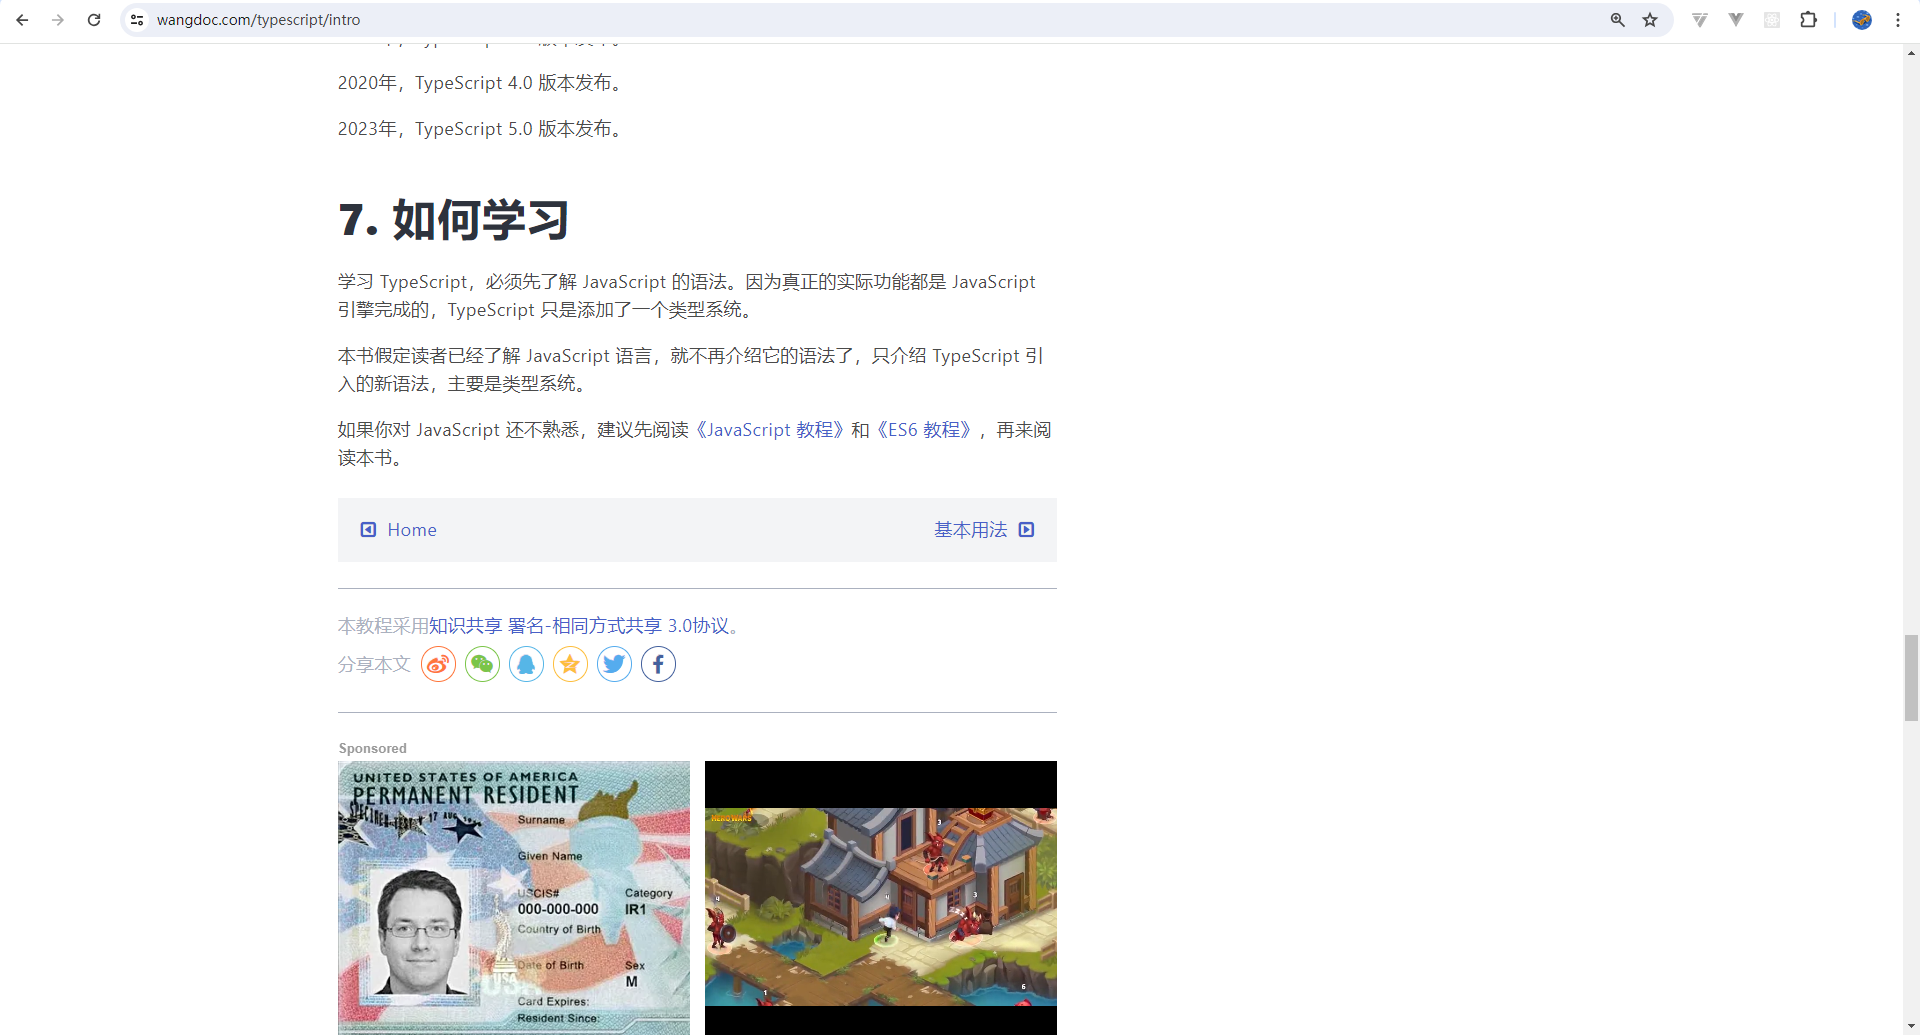 wangdoc.com/typescript/intro
2020年，TypeScript 4.0 版本发布。
2023年，TypeScript 5.0 版本发布。
7. 如何学习
学习 TypeScript，必须先了解 JavaScript 的语法。因为真正的实际功能都是 JavaScript
引擎完成的，TypeScript 只是添加了一个类型系统。
本书假定读者已经了解 JavaScript 语言，就不再介绍它的语法了，只介绍 TypeScript 引
入的新语法，主要是类型系统。
如果你对 JavaScript 还不熟悉，建议先阅读《JavaScript 教程》和《ES6 教程》，再来阅
读本书。
Home
基本用法
本教程采用知识共享 署名-相同方式共享 3.0协议。
分享本文
Sponsored
UNITED STATES OF AMERICA
PERMANENT RESIDENT
Surname
Given Name
USCIS#
Category
000-000-000
IR1
Country of Birth
Date of Birth
Sex
M
USA
Card Expires:
Resident Since:
HERO WARS
3
4
4
3
1
6